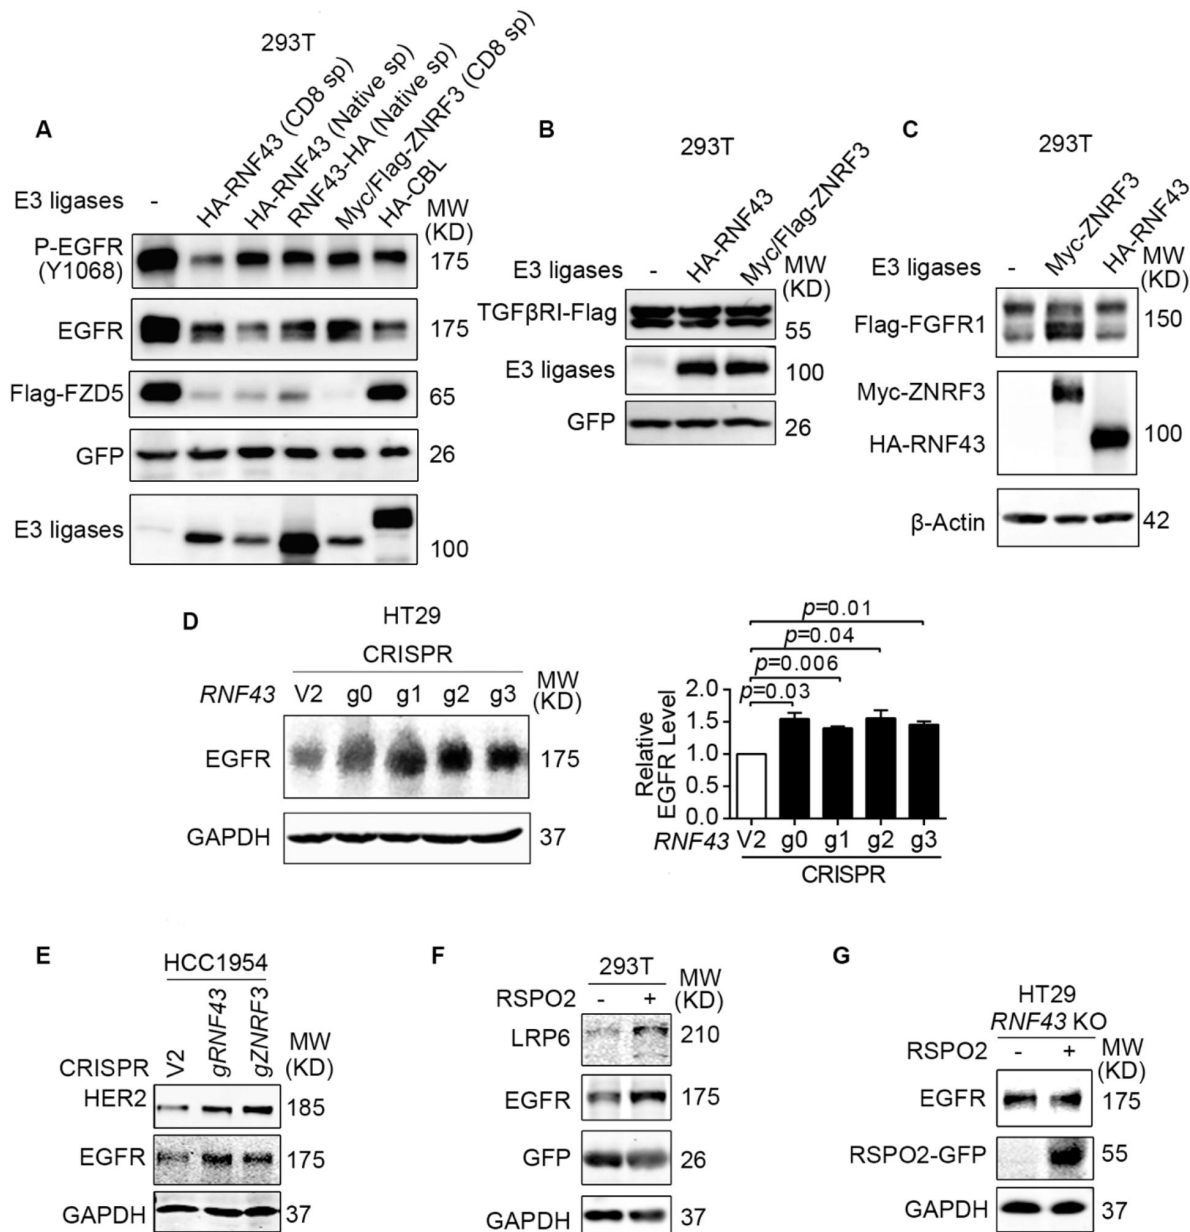 A
293T
E3 ligases
-
HA-RNF43 (CD8 sp)
HA-RNF43 (Native sp)
RNF43-HA (Native sp)
Myc/Flag-ZNRF3 (CD8 sp)
HA-CBL
MW
(KD)
P-EGFR
(Y1068)
175
EGFR
175
Flag-FZD5
65
GFP
26
E3 ligases
100
B
293T
E3 ligases
-
HA-RNF43
Myc/Flag-ZNRF3
MW
(KD)
TGFβRI-Flag
55
E3 ligases
100
GFP
26
C
293T
E3 ligases
-
Myc-ZNRF3
HA-RNF43
MW
(KD)
Flag-FGFR1
150
Myc-ZNRF3
HA-RNF43
100
β-Actin
42
D
HT29
CRISPR
RNF43 V2 g0 g1 g2 g3
MW
(KD)
EGFR
175
GAPDH
37
p=0.01
p=0.04
p=0.006
p=0.03
Relative
EGFR Level
2.0
1.5
1.0
0.5
0.0
RNF43 V2 g0 g1 g2 g3
CRISPR
E
HCC1954
CRISPR
V2
gRNF43
gZNRF3
MW
(KD)
HER2
185
EGFR
175
GAPDH
37
F
293T
RSPO2 - +
MW
(KD)
LRP6
210
EGFR
175
GFP
26
GAPDH
37
G
HT29
RNF43 KO
RSPO2 - +
MW
(KD)
EGFR
175
RSPO2-GFP
55
GAPDH
37